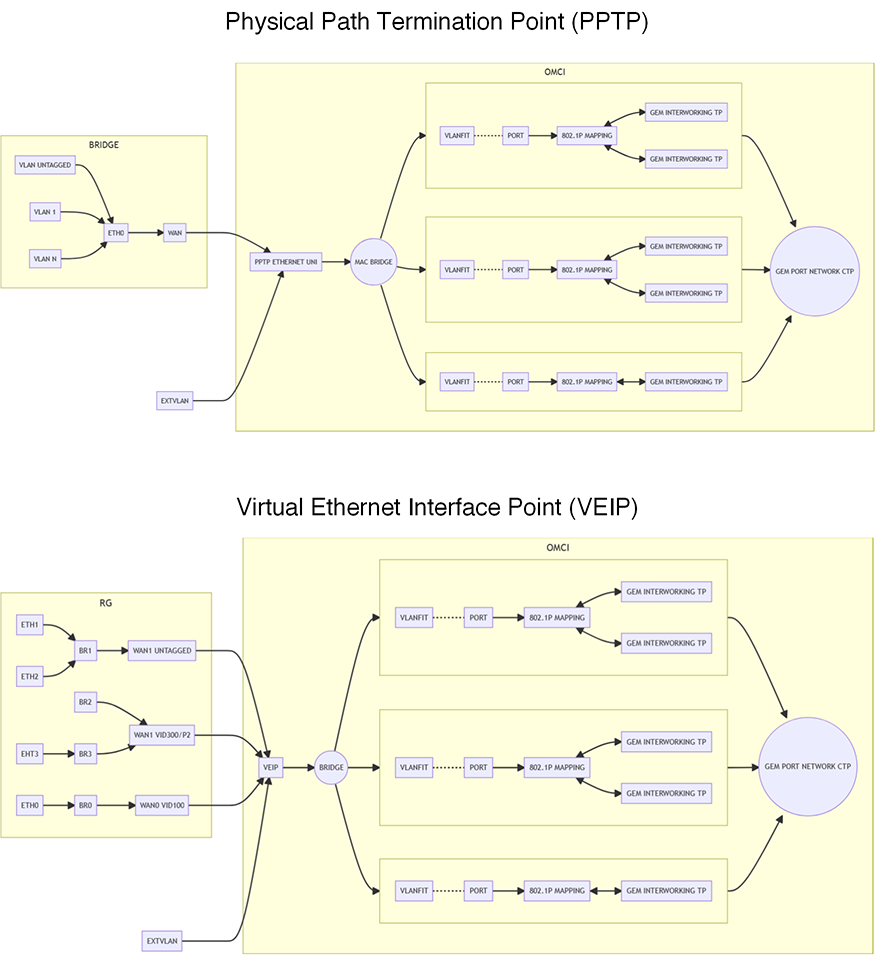 Physical Path Termination Point (PPTP)
OMCI
BRIDGE
VLAN UNTAGGED
VLAN 1
VLAN N
ETH0
WAN
PPTP ETHERNET UNI
MAC BRIDGE
EXTVLAN
VLANFIT
PORT
802.1P MAPPING
GEM INTERWORKING TP
GEM INTERWORKING TP
VLANFIT
PORT
802.1P MAPPING
GEM INTERWORKING TP
GEM INTERWORKING TP
VLANFIT
PORT
802.1P MAPPING
GEM INTERWORKING TP
GEM PORT NETWORK CTP
Virtual Ethernet Interface Point (VEIP)
OMCI
RG
ETH1
ETH2
BR1
WAN1 UNTAGGED
BR2
EHT3
BR3
WAN1 VID300/P2
ETH0
BR0
WAN0 VID100
VEIP
BRIDGE
EXTVLAN
VLANFIT
PORT
802.1P MAPPING
GEM INTERWORKING TP
GEM INTERWORKING TP
VLANFIT
PORT
802.1P MAPPING
GEM INTERWORKING TP
GEM INTERWORKING TP
VLANFIT
PORT
802.1P MAPPING
GEM INTERWORKING TP
GEM PORT NETWORK CTP